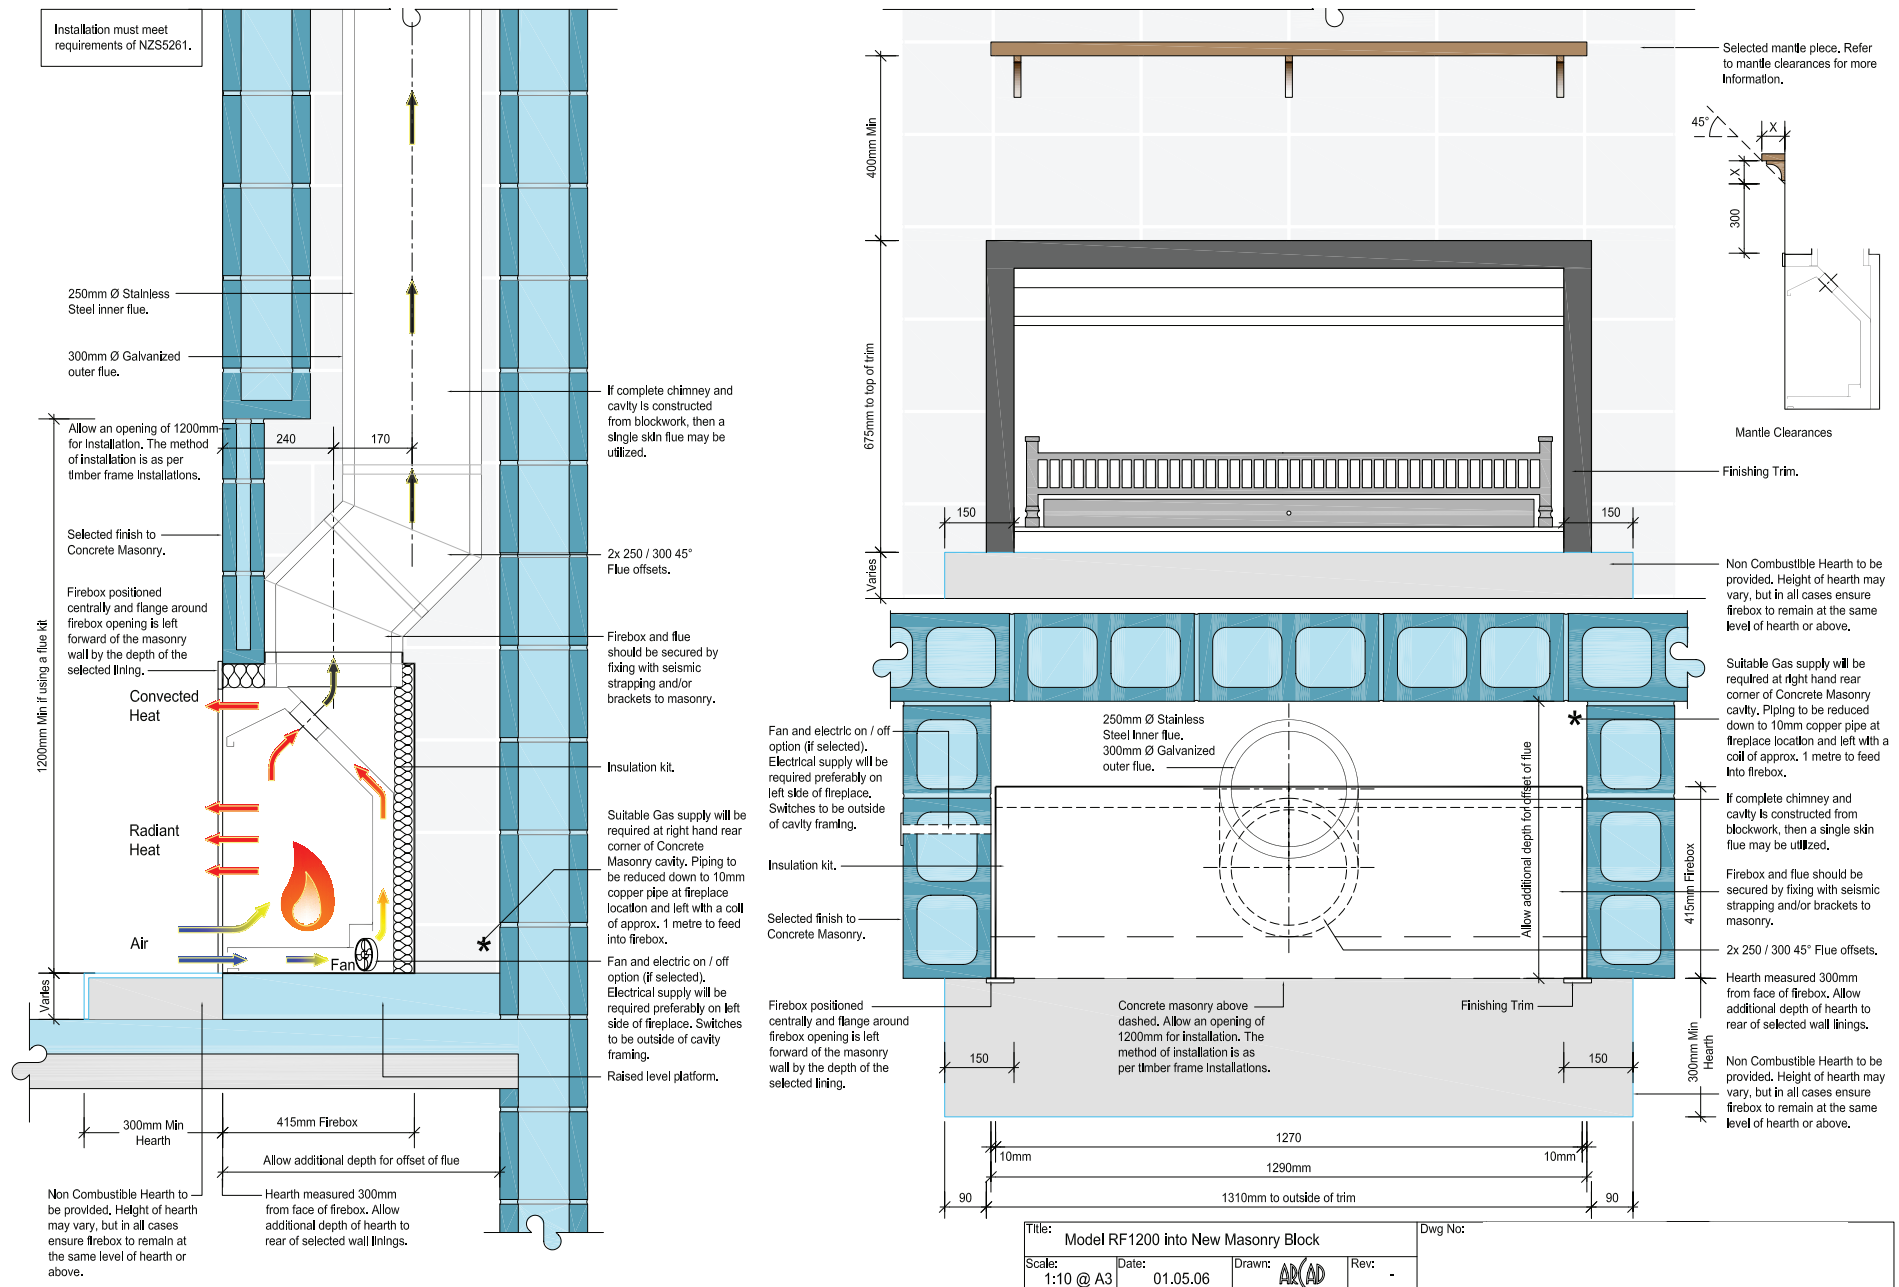 Installation must meet
requirements of NZS5261.
250mm Ø Stainless
Steel inner flue.
300mm Ø Galvanized
outer flue.
Allow an opening of 1200mm
for installation. The method
of installation is as per
timber frame installations.
240
170
Selected finish to
Concrete Masonry.
Firebox positioned
centrally and flange around
firebox opening is left
forward of the masonry
wall by the depth of the
selected lining.
1200mm Min if using a flue kit
Convected
Heat
Radiant
Heat
Air
Fan
Varies
If complete chimney and
cavity is constructed
from blockwork, then a
single skin flue may be
utilized.
2x 250 / 300 45°
Flue offsets.
Firebox and flue
should be secured by
fixing with seismic
strapping and/or
brackets to masonry.
Insulation kit.
Suitable Gas supply will be
required at right hand rear
corner of Concrete
Masonry cavity. Piping to
be reduced down to 10mm
copper pipe at fireplace
location and left with a coil
of approx. 1 metre to feed
into firebox.
*
Fan and electric on / off
option (if selected).
Electrical supply will be
required preferably on left
side of fireplace. Switches
to be outside of cavity
framing.
Raised level platform.
300mm Min
Hearth
415mm Firebox
Allow additional depth for offset of flue
Non Combustible Hearth to
be provided. Height of hearth
may vary, but in all cases
ensure firebox to remain at
the same level of hearth or
above.
Hearth measured 300mm
from face of firebox. Allow
additional depth of hearth to
rear of selected wall linings.
400mm Min
675mm to top of trim
Varies
150
150
Selected mantle piece. Refer
to mantle clearances for more
information.
45°
X
X
300
Mantle Clearances
Finishing Trim.
Non Combustible Hearth to be
provided. Height of hearth may
vary, but in all cases ensure
firebox to remain at the same
level of hearth or above.
Suitable Gas supply will be
required at right hand rear
corner of Concrete Masonry
cavity. Piping to be reduced
down to 10mm copper pipe at
fireplace location and left with a
coil of approx. 1 metre to feed
into firebox.
*
If complete chimney and
cavity is constructed from
blockwork, then a single skin
flue may be utilized.
Firebox and flue should be
secured by fixing with seismic
strapping and/or brackets to
masonry.
2x 250 / 300 45° Flue offsets.
Hearth measured 300mm
from face of firebox. Allow
additional depth of hearth to
rear of selected wall linings.
Non Combustible Hearth to be
provided. Height of hearth may
vary, but in all cases ensure
firebox to remain at the same
level of hearth or above.
Fan and electric on / off
option (if selected).
Electrical supply will be
required preferably on
left side of fireplace.
Switches to be outside
of cavity framing.
Insulation kit.
Selected finish to
Concrete Masonry.
Firebox positioned
centrally and flange around
firebox opening is left
forward of the masonry
wall by the depth of the
selected lining.
250mm Ø Stainless
Steel inner flue.
300mm Ø Galvanized
outer flue.
Allow additional depth for offset of flue
415mm Firebox
300mm Min
Hearth
Concrete masonry above
dashed. Allow an opening of
1200mm for installation. The
method of installation is as
per timber frame installations.
Finishing Trim
150
150
1270
10mm
10mm
1290mm
90
1310mm to outside of trim
90
Title:
Model RF1200 into New Masonry Block
Dwg No:
Scale:
1:10 @ A3
Date:
01.05.06
Drawn:
ARCAD
Rev:
-